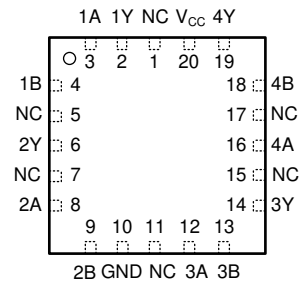 1A 1Y NC VCC 4Y
3 2 1 20 19
1B 4 18 4B
NC 5 17 NC
2Y 6 16 4A
NC 7 15 NC
2A 8 14 3Y
9 10 11 12 13
2B GND NC 3A 3B